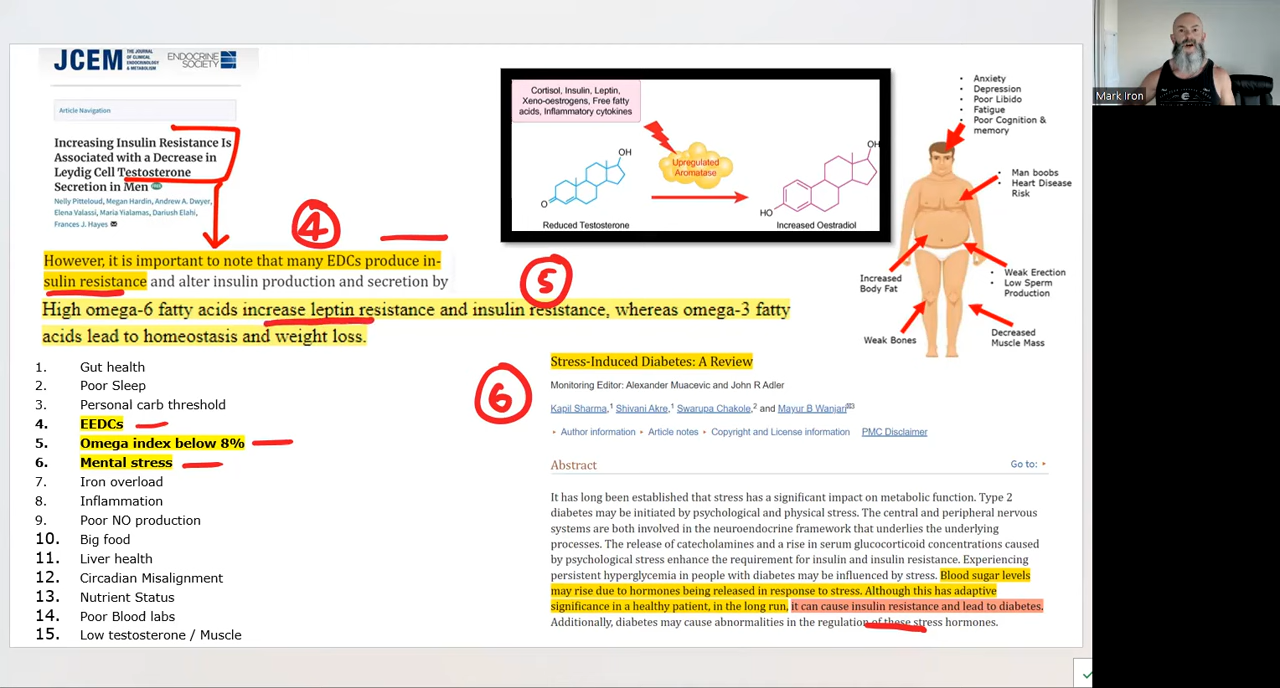 JCEM THE JOURNAL OF CLINICAL ENDOCRINOLOGY & METABOLISM
ENDOCRINE SOCIETY
Article Navigation
Increasing Insulin Resistance Is
Associated with a Decrease in
Leydig Cell Testosterone
Secretion in Men
Nelly Pitteloud, Megan Hardin, Andrew A. Dwyer,
Elena Valassi, Maria Yialamas, Dariush Elahi,
Frances J. Hayes
4
However, it is important to note that many EDCs produce in-
sulin resistance and alter insulin production and secretion by
5
High omega-6 fatty acids increase leptin resistance and insulin resistance, whereas omega-3 fatty
acids lead to homeostasis and weight loss.
1. Gut health
2. Poor Sleep
3. Personal carb threshold
4. EEDCs
5. Omega index below 8%
6. Mental stress
7. Iron overload
8. Inflammation
9. Poor NO production
10. Big food
11. Liver health
12. Circadian Misalignment
13. Nutrient Status
14. Poor Blood labs
15. Low testosterone / Muscle
Cortisol, Insulin, Leptin,
Xeno-oestrogens, Free fatty
acids, Inflammatory cytokines
OH
O
Upregulated
Aromatase
OH
HO
Reduced Testosterone
Increased Oestradiol
• Anxiety
• Depression
• Poor Libido
• Fatigue
• Poor Cognition &
memory
• Man boobs
• Heart Disease
Risk
Increased
Body Fat
• Weak Erection
• Low Sperm
Production
Weak Bones
Decreased
Muscle Mass
6
Stress-Induced Diabetes: A Review
Monitoring Editor: Alexander Muacevic and John R Adler
Kapil Sharma,1 Shivani Akre,1 Swarupa Chakole,2 and Mayur B Wanjari
▸ Author information ▸ Article notes ▸ Copyright and License information PMC Disclaimer
Abstract
Go to: ▸
It has long been established that stress has a significant impact on metabolic function. Type 2
diabetes may be initiated by psychological and physical stress. The central and peripheral nervous
systems are both involved in the neuroendocrine framework that underlies the underlying
processes. The release of catecholamines and a rise in serum glucocorticoid concentrations caused
by psychological stress enhance the requirement for insulin and insulin resistance. Experiencing
persistent hyperglycemia in people with diabetes may be influenced by stress. Blood sugar levels
may rise due to hormones being released in response to stress. Although this has adaptive
significance in a healthy patient, in the long run, it can cause insulin resistance and lead to diabetes.
Additionally, diabetes may cause abnormalities in the regulation of these stress hormones.
Mark Iron